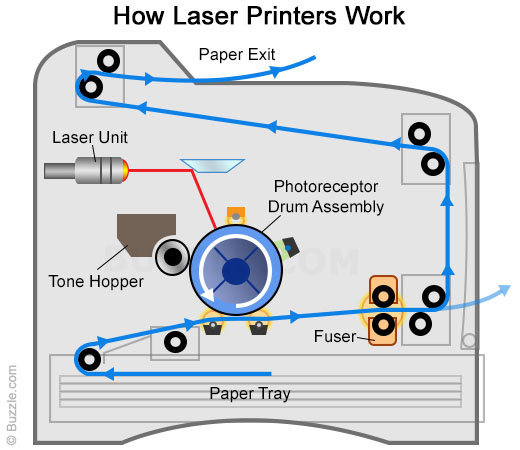 How Laser Printers Work
Paper Exit
Laser Unit
Photoreceptor
Drum Assembly
Tone Hopper
Fuser
Paper Tray
© Buzzle.com